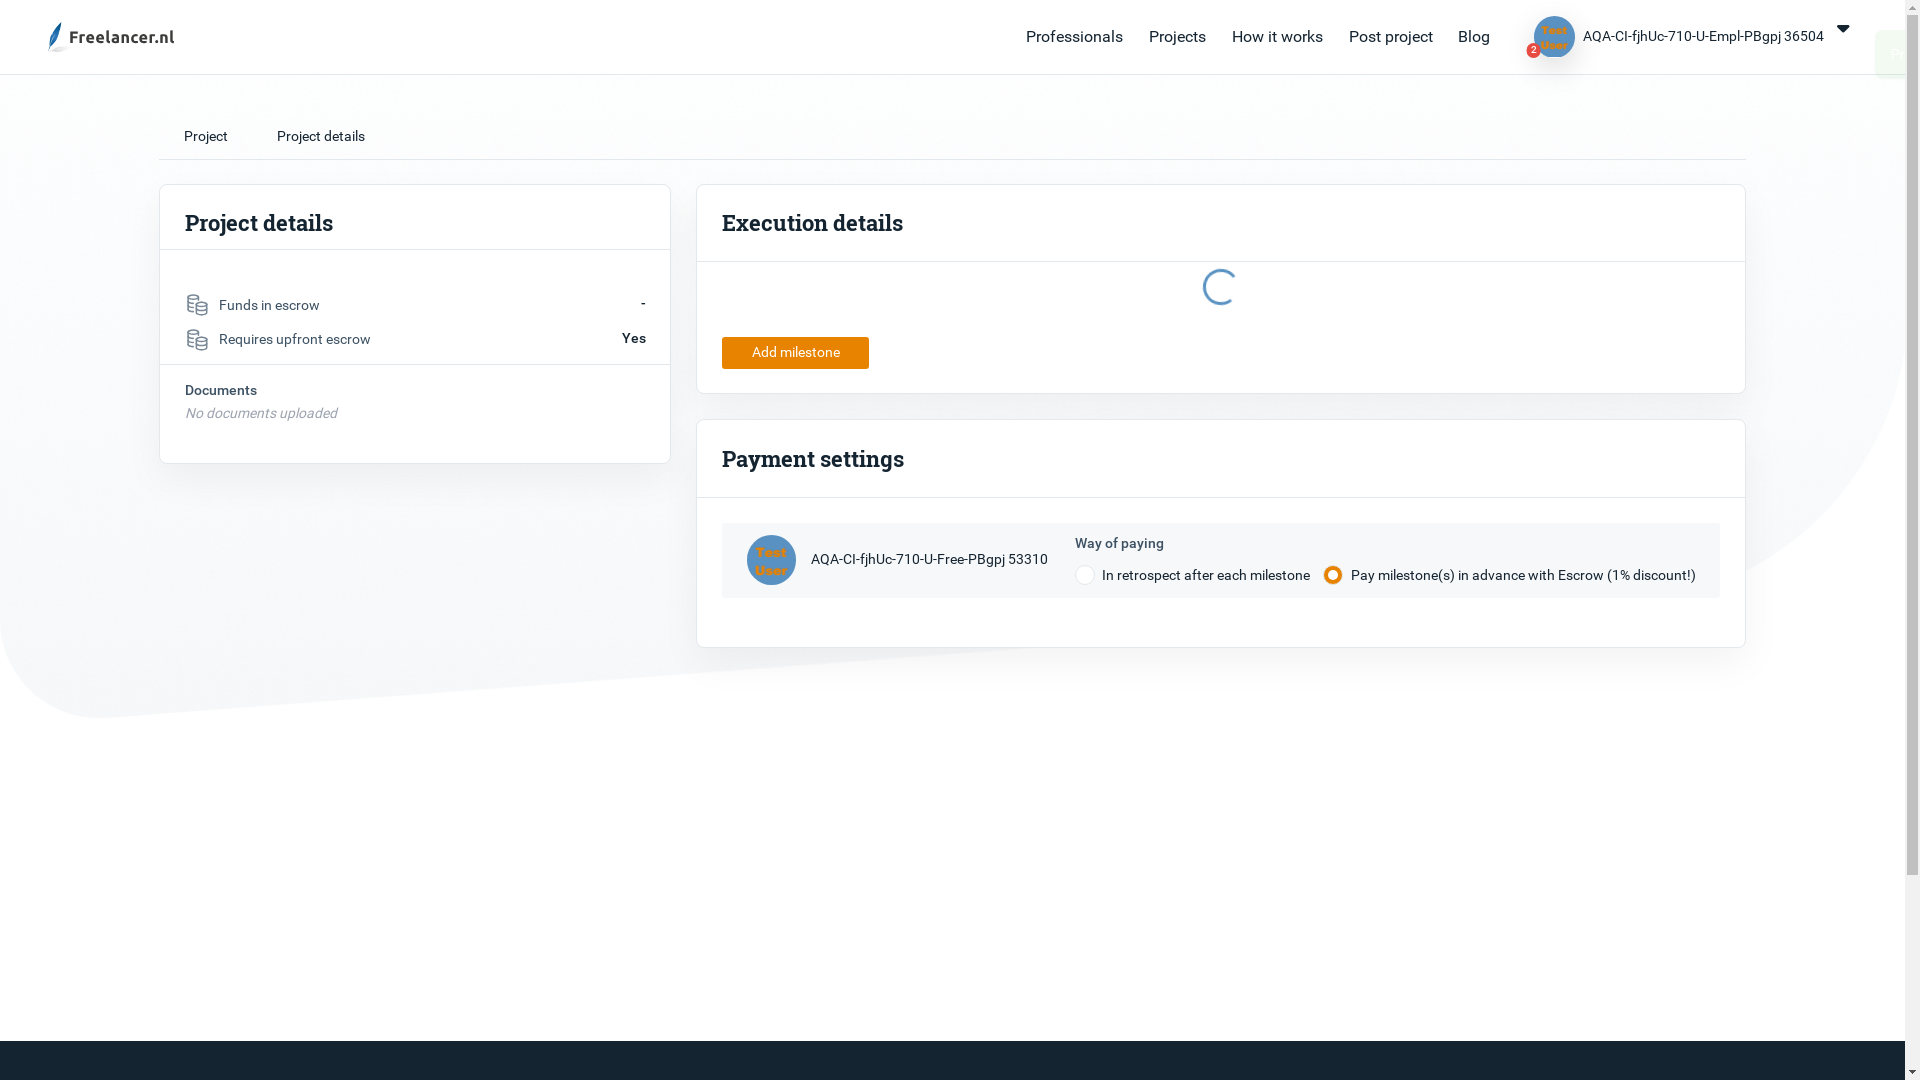 Freelancer.nl
Professionals
Projects
How it works
Post project
Blog
Test
User
2
AQA-CI-fjhUc-710-U-Empl-PBgpj 36504
Project
Project details
Project details
Funds in escrow
-
Requires upfront escrow
Yes
Documents
No documents uploaded
Execution details
Add milestone
Payment settings
Test
User
AQA-CI-fjhUc-710-U-Free-PBgpj 53310
Way of paying
In retrospect after each milestone
Pay milestone(s) in advance with Escrow (1% discount!)